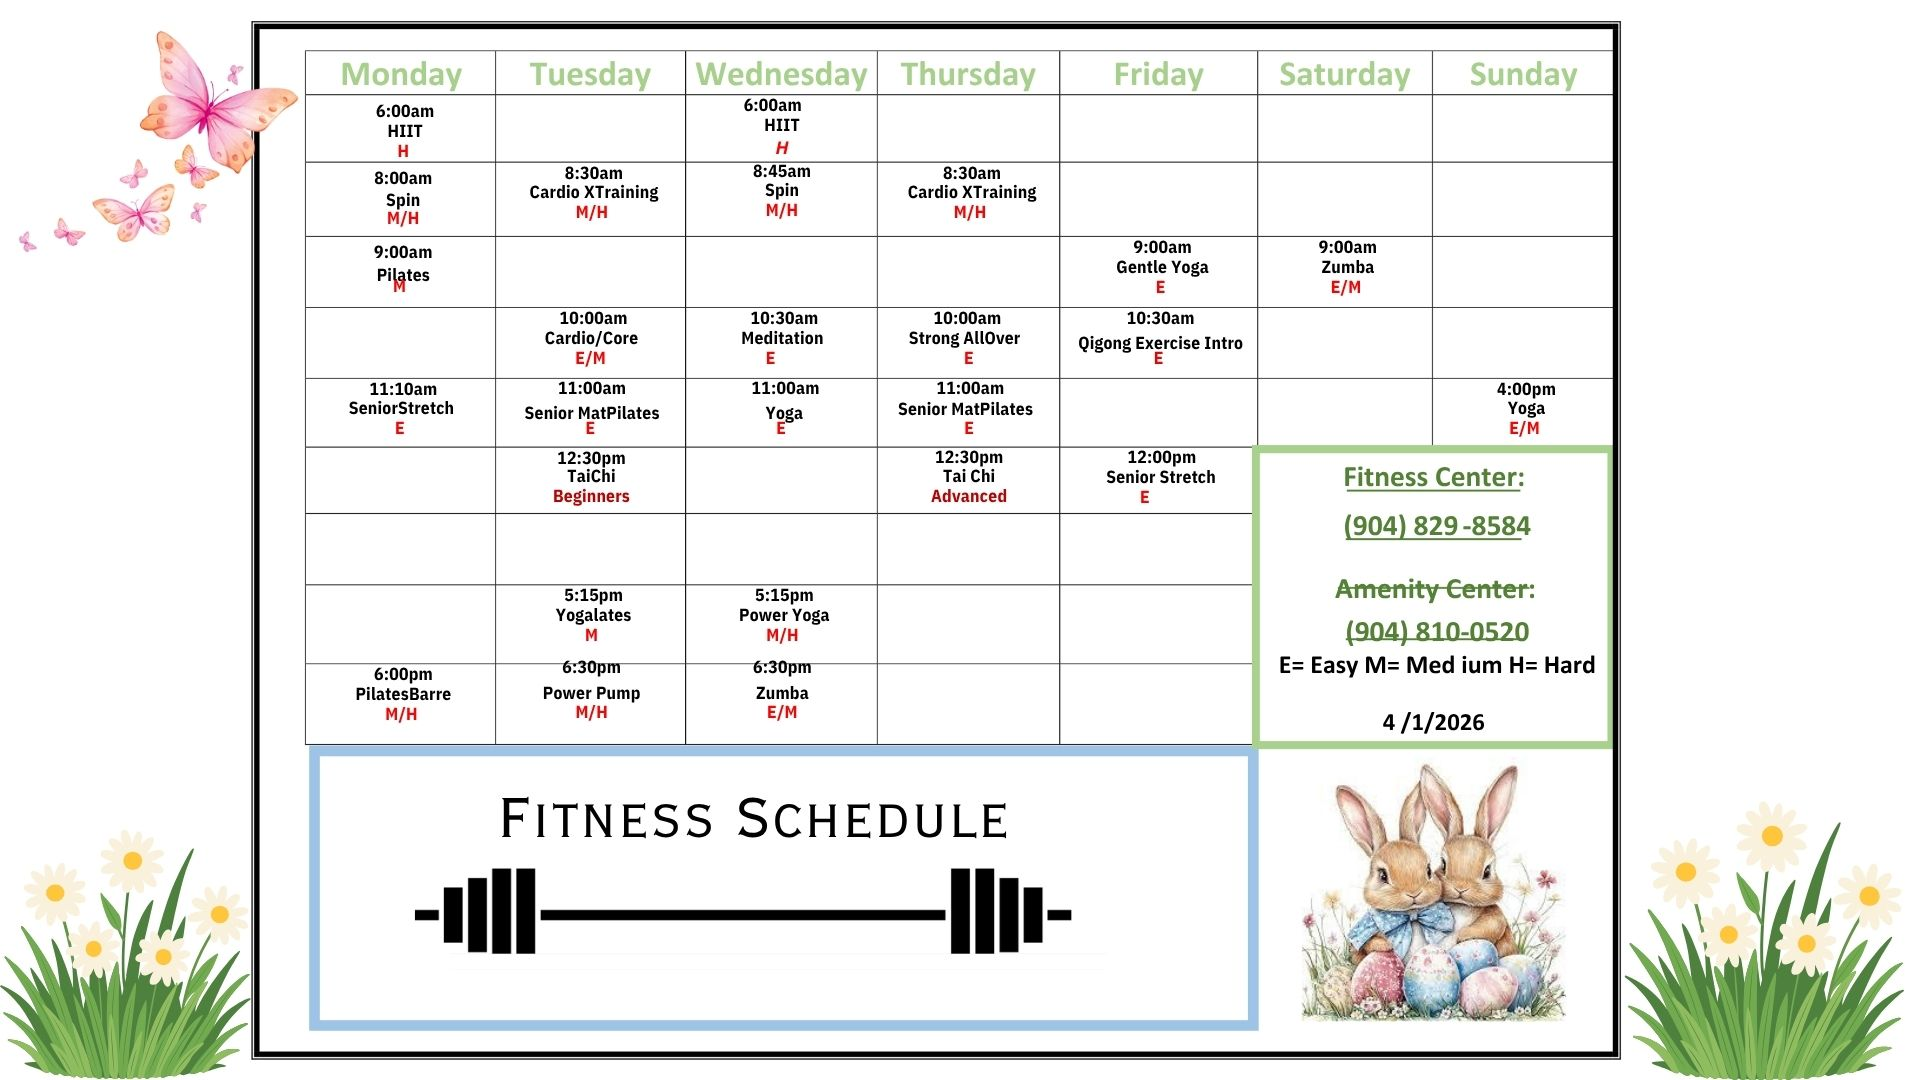 Monday Tuesday Wednesday Thursday Friday Saturday Sunday
6:00am
HIIT
H
6:00am
HIIT
H
8:00am
Spin
M/H
8:30am
Cardio XTraining
M/H
8:45am
Spin
M/H
8:30am
Cardio XTraining
M/H
9:00am
Pilates
M
9:00am
Gentle Yoga
E
9:00am
Zumba
E/M
10:00am
Cardio/Core
E/M
10:30am
Meditation
E
10:00am
Strong AllOver
E
10:30am
Qigong Exercise Intro
E
11:10am
SeniorStretch
E
11:00am
Senior MatPilates
E
11:00am
Yoga
E
11:00am
Senior MatPilates
E
4:00pm
Yoga
E/M
12:30pm
TaiChi
Beginners
12:30pm
Tai Chi
Advanced
12:00pm
Senior Stretch
E
5:15pm
Yogalates
M
5:15pm
Power Yoga
M/H
6:00pm
PilatesBarre
M/H
6:30pm
Power Pump
M/H
6:30pm
Zumba
E/M
Fitness Center:
(904) 829-8584
Amenity Center:
(904) 810-0520
E= Easy M= Med ium H= Hard
4 /1/2026
Fitness Schedule